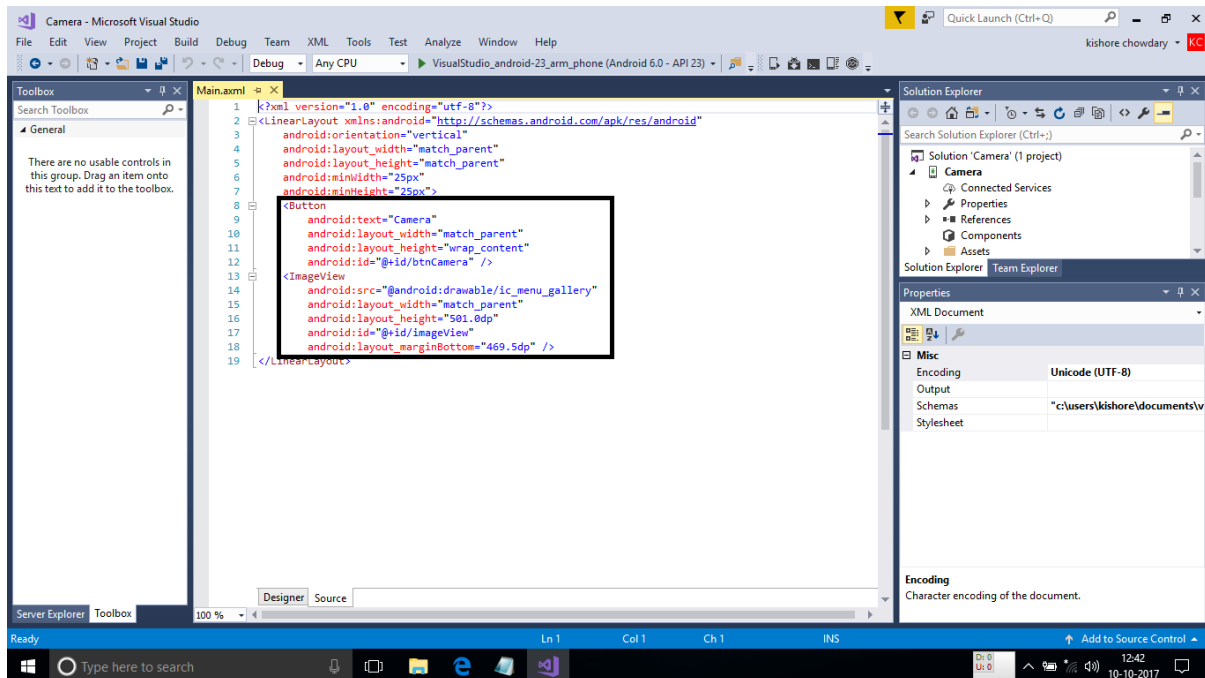 Camera - Microsoft Visual Studio
Quick Launch (Ctrl+Q)
File Edit View Project Build Debug Team XML Tools Test Analyze Window Help
kishore chowdary KC
Debug Any CPU VisualStudio_android-23_arm_phone (Android 6.0 - API 23)
Toolbox
Search Toolbox
General
There are no usable controls in
this group. Drag an item onto
this text to add it to the toolbox.
Server Explorer Toolbox
Main.axml
1 <?xml version="1.0" encoding="utf-8"?>
2 <LinearLayout xmlns:android="http://schemas.android.com/apk/res/android"
3 android:orientation="vertical"
4 android:layout_width="match_parent"
5 android:layout_height="match_parent"
6 android:minWidth="25px"
7 android:minHeight="25px">
8 <Button
9 android:text="Camera"
10 android:layout_width="match_parent"
11 android:layout_height="wrap_content"
12 android:id="@+id/btnCamera" />
13 <ImageView
14 android:src="@android:drawable/ic_menu_gallery"
15 android:layout_width="match_parent"
16 android:layout_height="501.0dp"
17 android:id="@+id/imageView"
18 android:layout_marginBottom="469.5dp" />
19 </LinearLayout>
Designer Source
100 %
Solution Explorer
Search Solution Explorer (Ctrl+;)
Solution 'Camera' (1 project)
Camera
Connected Services
Properties
References
Components
Assets
Solution Explorer Team Explorer
Properties
XML Document
Misc
Encoding Unicode (UTF-8)
Output
Schemas "c:\users\kishore\documents\v
Stylesheet
Encoding
Character encoding of the document.
Ready Ln 1 Col 1 Ch 1 INS Add to Source Control
Type here to search
D: 0
U: 0
12:42
10-10-2017